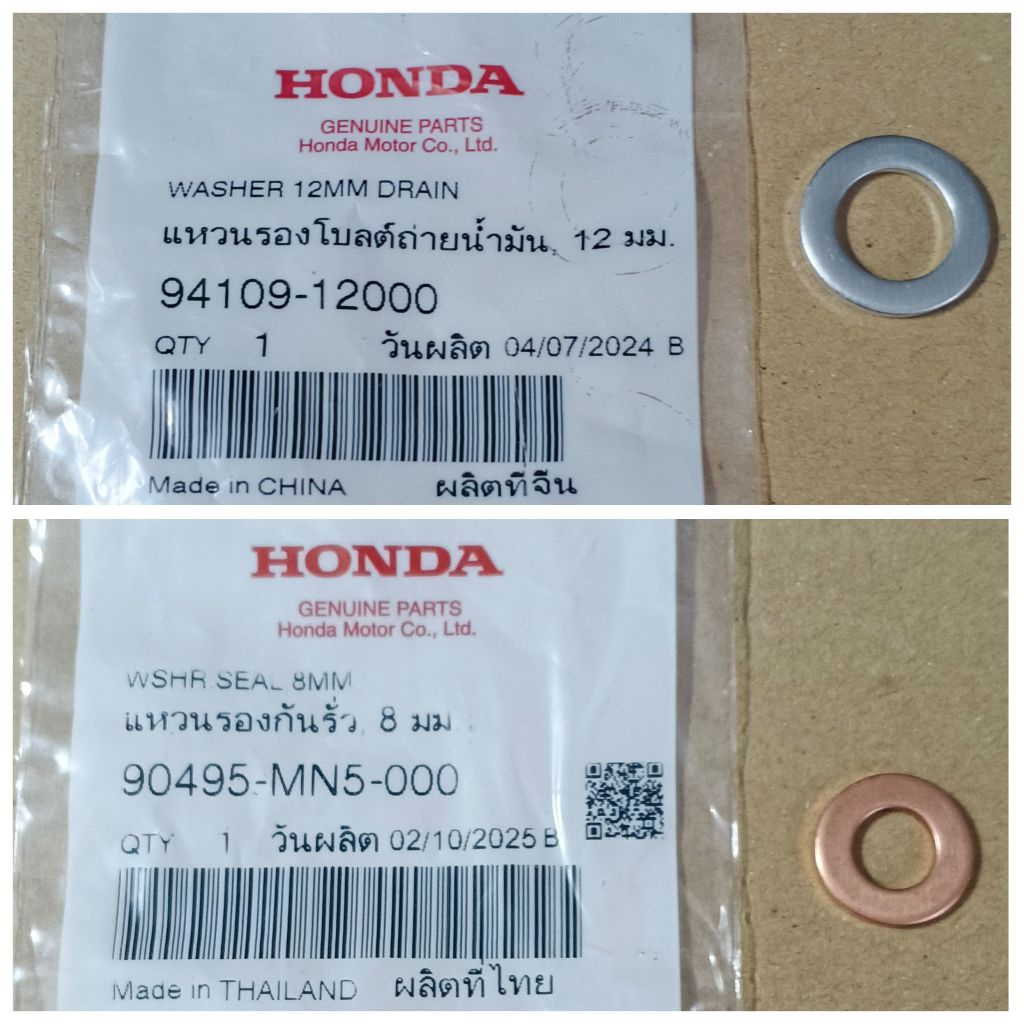 HONDA
GENUINE PARTS
Honda Motor Co., Ltd.
WASHER 12MM DRAIN
แหวนรองโบลต์ถ่ายน้ำมัน, 12 มม.
94109-12000
QTY 1 วันผลิต 04/07/2024 B
Made in CHINA ผลิตที่จีน
HONDA
GENUINE PARTS
Honda Motor Co., Ltd.
WSHR,SEAL 8MM
แหวนรองกันรั่ว, 8 มม.
90495-MN5-000
QTY 1 วันผลิต 02/10/2025 B
Made in THAILAND ผลิตที่ไทย